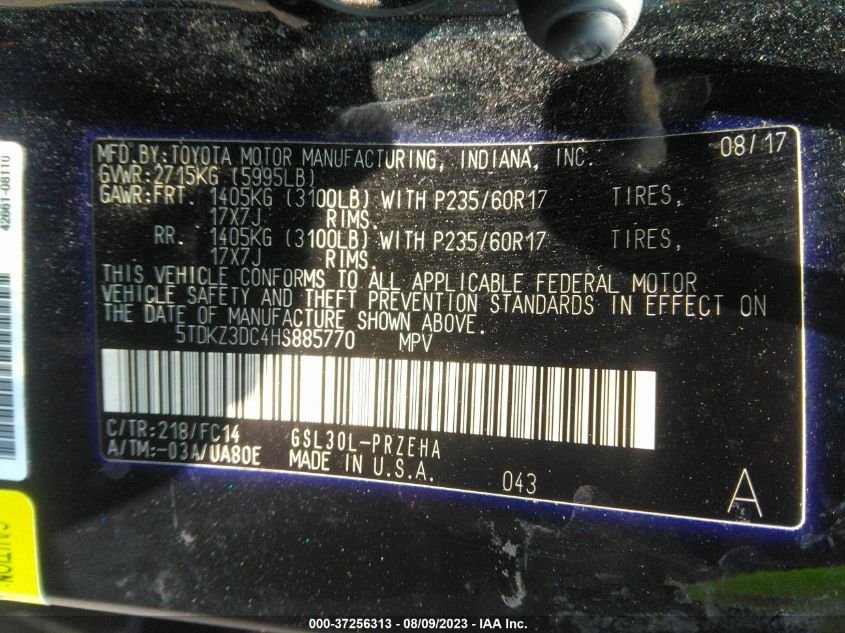 MFD.BY:TOYOTA MOTOR MANUFACTURING, INDIANA, INC. 08/17
GVWR:2715KG (5995LB)
GAWR:FRT. 1405KG (3100LB) WITH P235/60R17 TIRES,
17X7J RIMS.
RR. 1405KG (3100LB) WITH P235/60R17 TIRES,
17X7J RIMS.
THIS VEHICLE CONFORMS TO ALL APPLICABLE FEDERAL MOTOR
VEHICLE SAFETY AND THEFT PREVENTION STANDARDS IN EFFECT ON
THE DATE OF MANUFACTURE SHOWN ABOVE.
5TDKZ3DC4HS885770 MPV
C/TR:218/FC14 GSL30L-PRZEHA
A/TM:-03A/UA80E MADE IN U.S.A. 043 A
42661-08110
CAUTION:
000-37256313 - 08/09/2023 - IAA Inc.